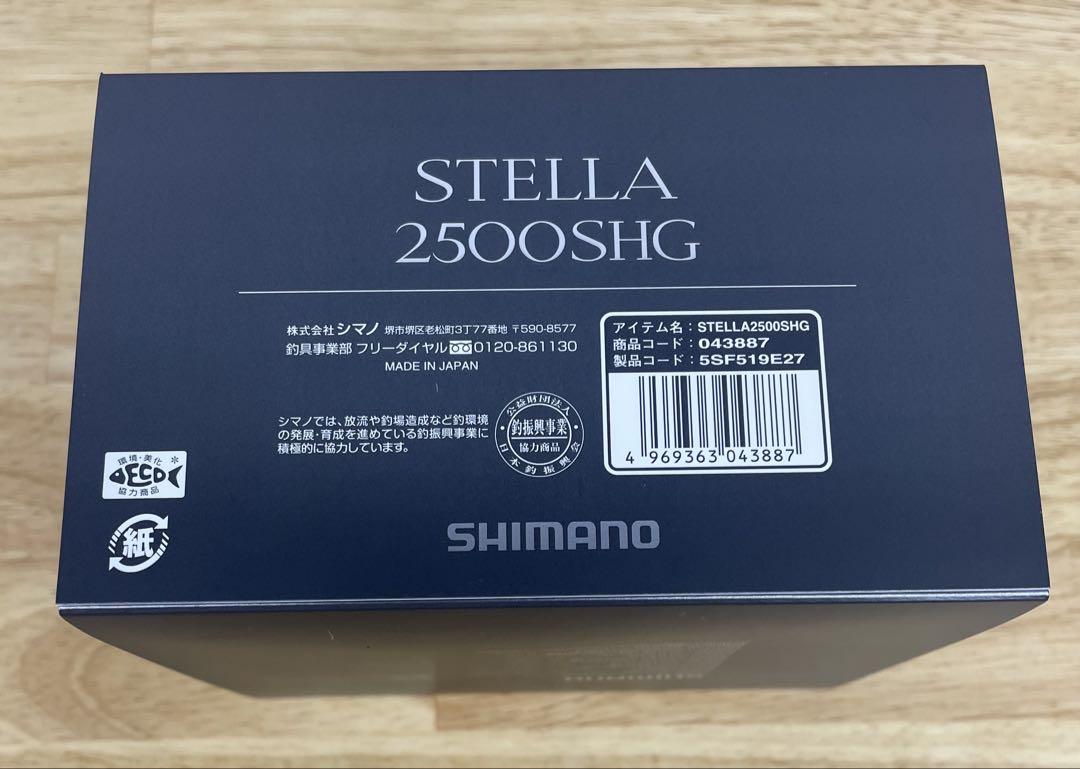 STELLA
2500SHG
株式会社 シマノ 堺市堺区老松町3丁77番地 〒590-8577
釣具事業部 フリーダイヤル 0120-861130
MADE IN JAPAN
アイテム名：STELLA2500SHG
商品コード：043887
製品コード：5SF519E27
4 969363 043887
シマノでは、放流や釣場造成など釣環境
の発展・育成を進めている釣振興事業に
積極的に協力しています。
公益財団法人
釣振興事業
協力商品
日本釣振興会
環境・美化
ECO
協力商品
紙
SHIMANO